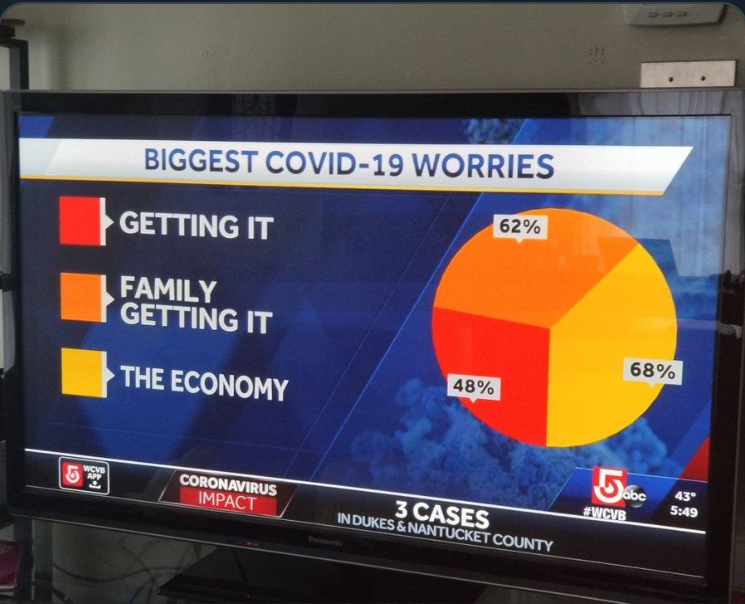 BIGGEST COVID-19 WORRIES
GETTING IT
FAMILY
GETTING IT
THE ECONOMY
62%
48%
68%
5
WCVB
APP
CORONAVIRUS
IMPACT
3 CASES
IN DUKES & NANTUCKET COUNTY
5
abc
#WCVB
43°
5:49
Panasonic